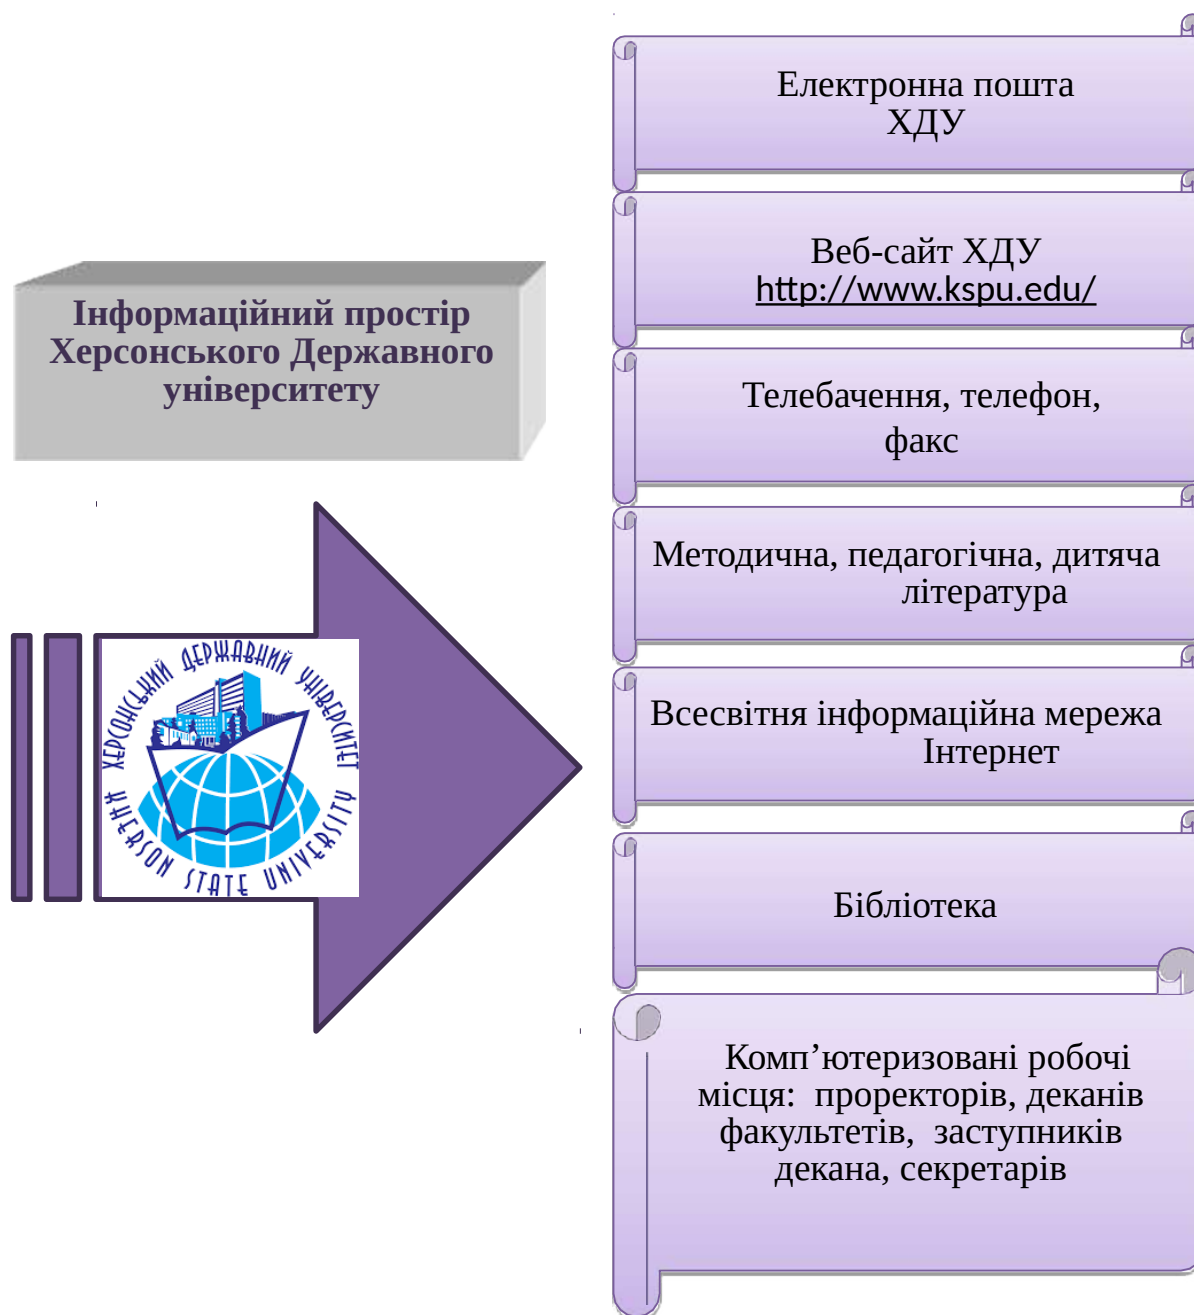 Інформаційний простір
Херсонського Державного
університету
ХЕРСОНСЬКИЙ ДЕРЖАВНИЙ УНІВЕРСИТЕТ
KHERSON STATE UNIVERSITY
Електронна пошта
ХДУ
Веб-сайт ХДУ
http://www.kspu.edu/
Телебачення, телефон,
факс
Методична, педагогічна, дитяча
література
Всесвітня інформаційна мережа
Інтернет
Бібліотека
Комп’ютеризовані робочі
місця:  проректорів, деканів
факультетів,  заступників
декана, секретарів